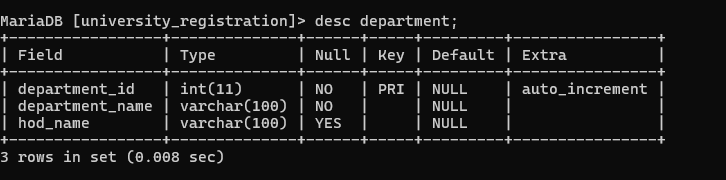 MariaDB [university_registration]> desc department;
+-----------------+--------------+------+-----+---------+----------------+
| Field           | Type         | Null | Key | Default | Extra          |
+-----------------+--------------+------+-----+---------+----------------+
| department_id   | int(11)      | NO   | PRI | NULL    | auto_increment |
| department_name | varchar(100) | NO   |     | NULL    |                |
| hod_name        | varchar(100) | YES  |     | NULL    |                |
+-----------------+--------------+------+-----+---------+----------------+
3 rows in set (0.008 sec)